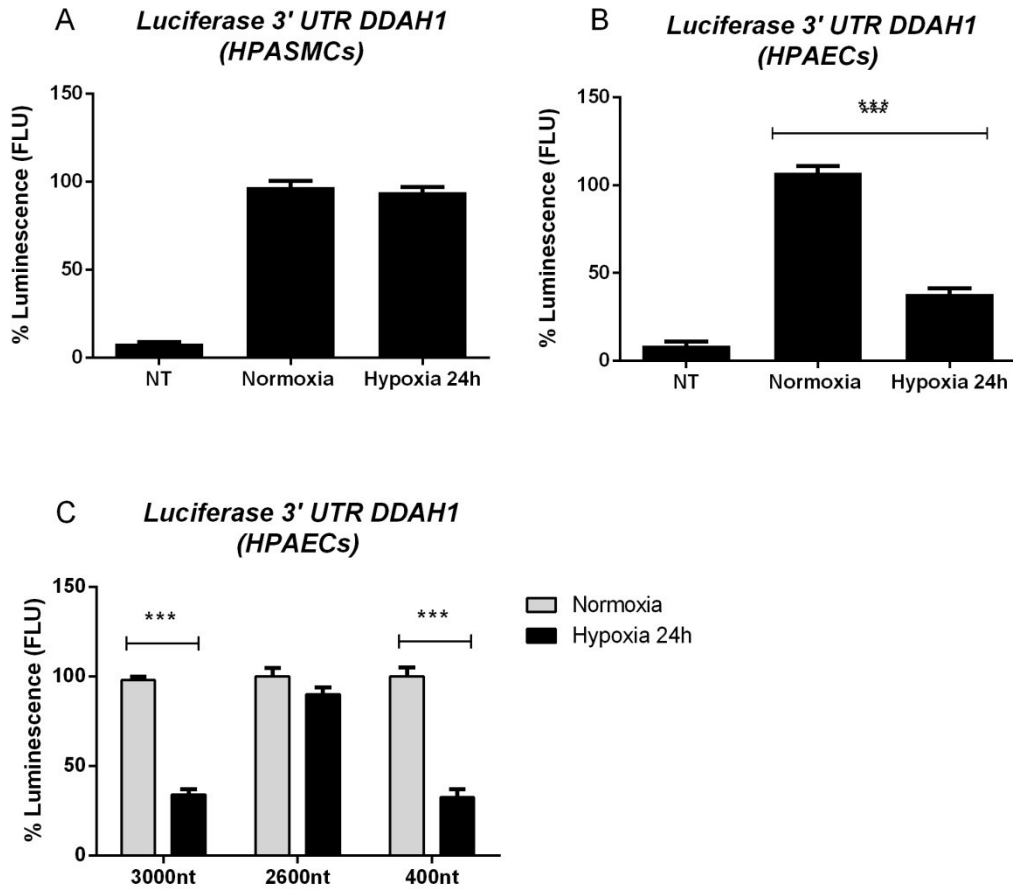 A
Luciferase 3' UTR DDAH1
(HPASMCs)
% Luminescence (FLU)
150
100
50
0
NT Normoxia Hypoxia 24h
B
Luciferase 3' UTR DDAH1
(HPAECs)
% Luminescence (FLU)
150
100
50
0
***
***
NT Normoxia Hypoxia 24h
C
Luciferase 3' UTR DDAH1
(HPAECs)
% Luminescence (FLU)
150
100
50
0
*** ***
3000nt 2600nt 400nt
Normoxia
Hypoxia 24h